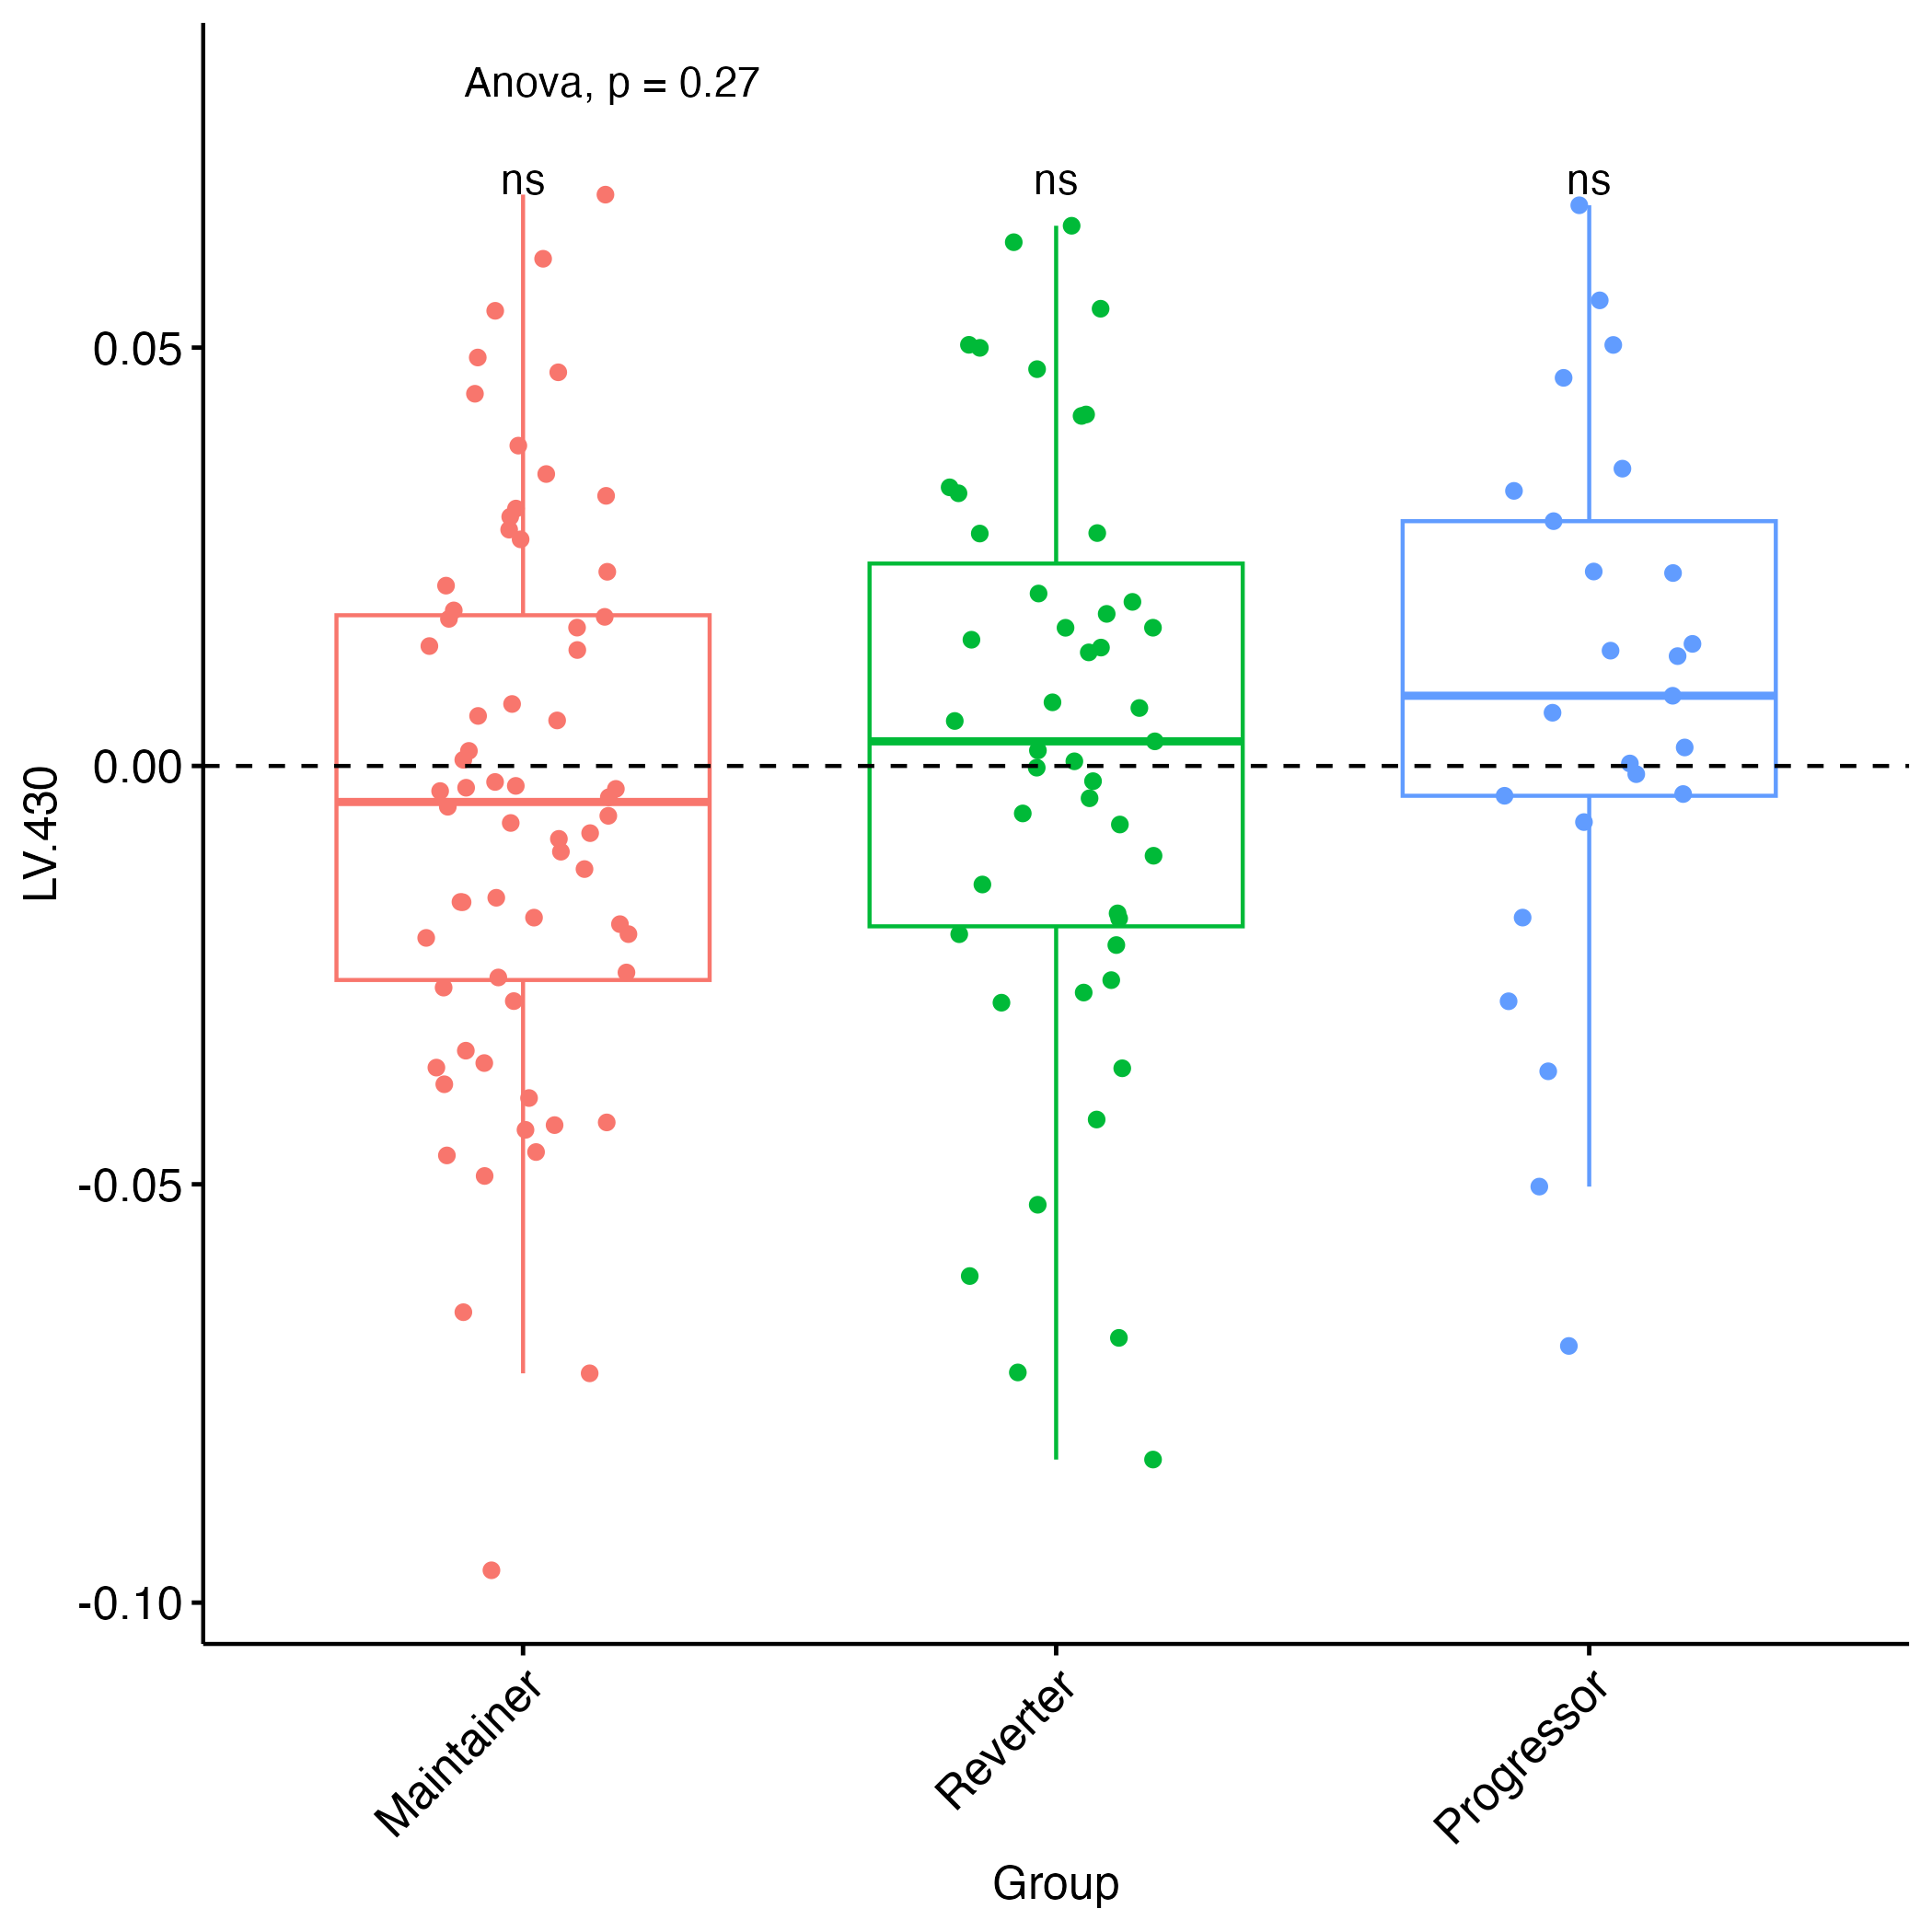 Anova, p = 0.27
ns
ns
ns
0.05
0.00
-0.05
-0.10
LV.430
Maintainer
Reverter
Progressor
Group